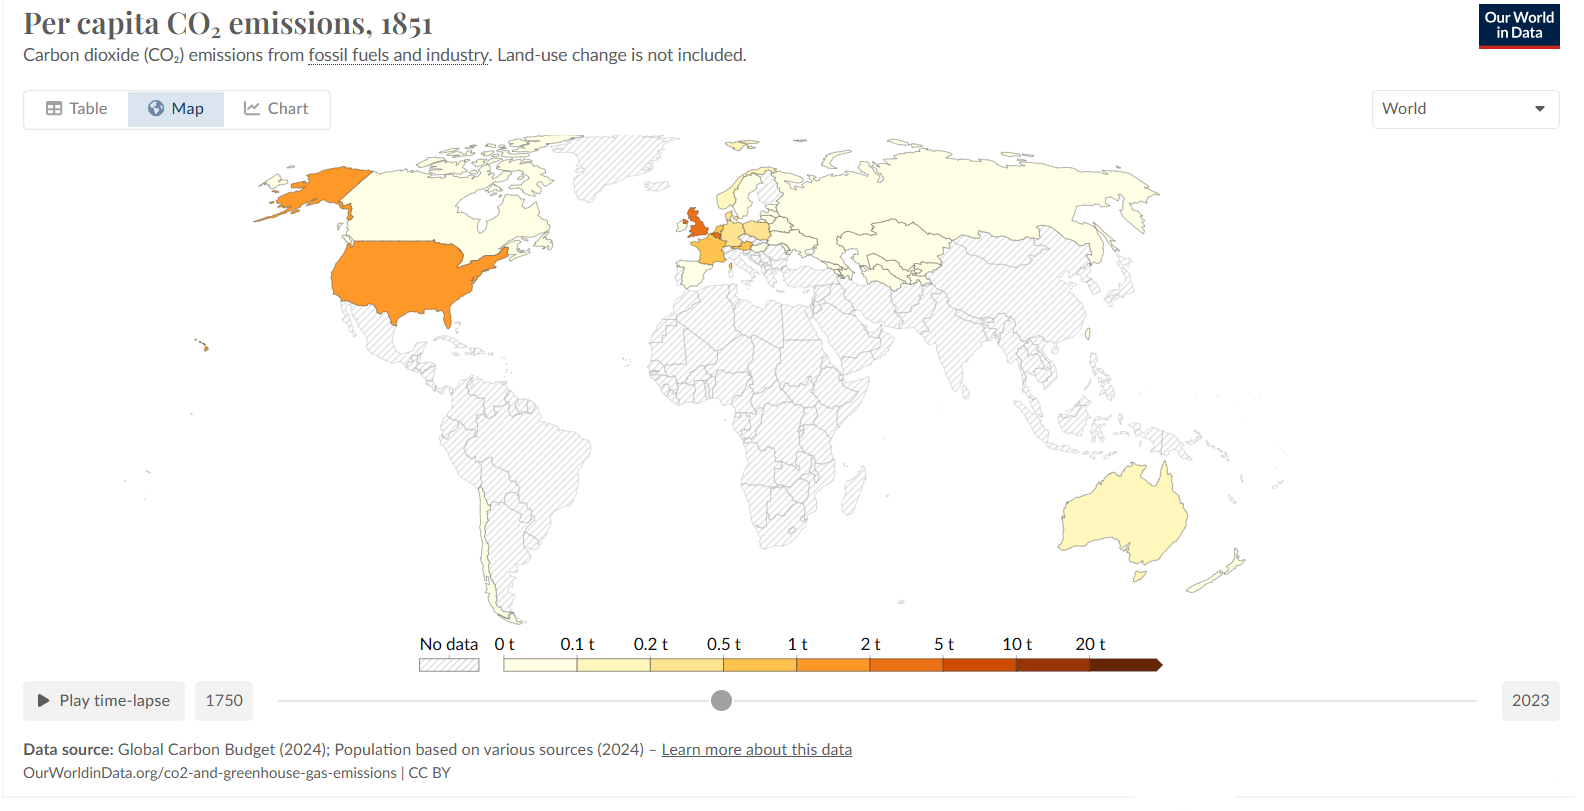 Per capita CO₂ emissions, 1851
Our World
in Data
Carbon dioxide (CO₂) emissions from fossil fuels and industry. Land-use change is not included.
Table Map Chart
World
No data 0 t 0.1 t 0.2 t 0.5 t 1 t 2 t 5 t 10 t 20 t
Play time-lapse 1750 2023
Data source: Global Carbon Budget (2024); Population based on various sources (2024) – Learn more about this data
OurWorldinData.org/co2-and-greenhouse-gas-emissions | CC BY